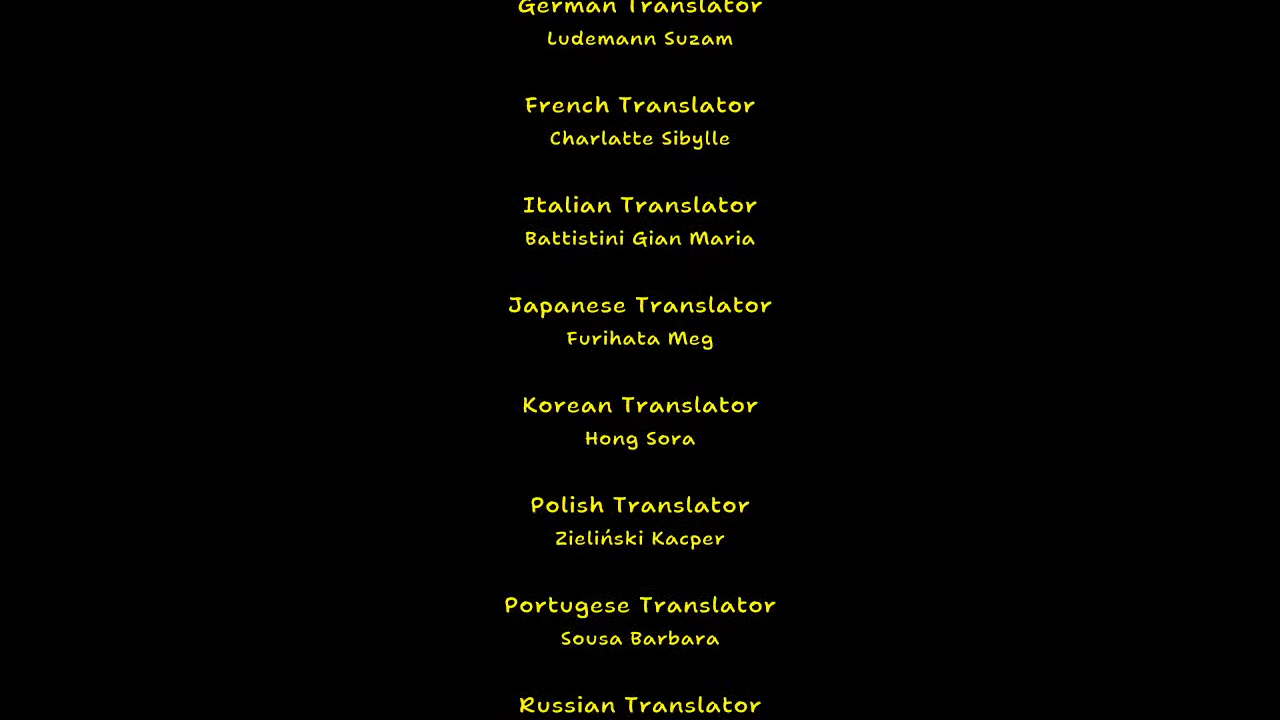 German Translator
Ludemann Suzam
French Translator
Charlatte Sibylle
Italian Translator
Battistini Gian Maria
Japanese Translator
Furihata Meg
Korean Translator
Hong Sora
Polish Translator
Zieliński Kacper
Portugese Translator
Sousa Barbara
Russian Translator